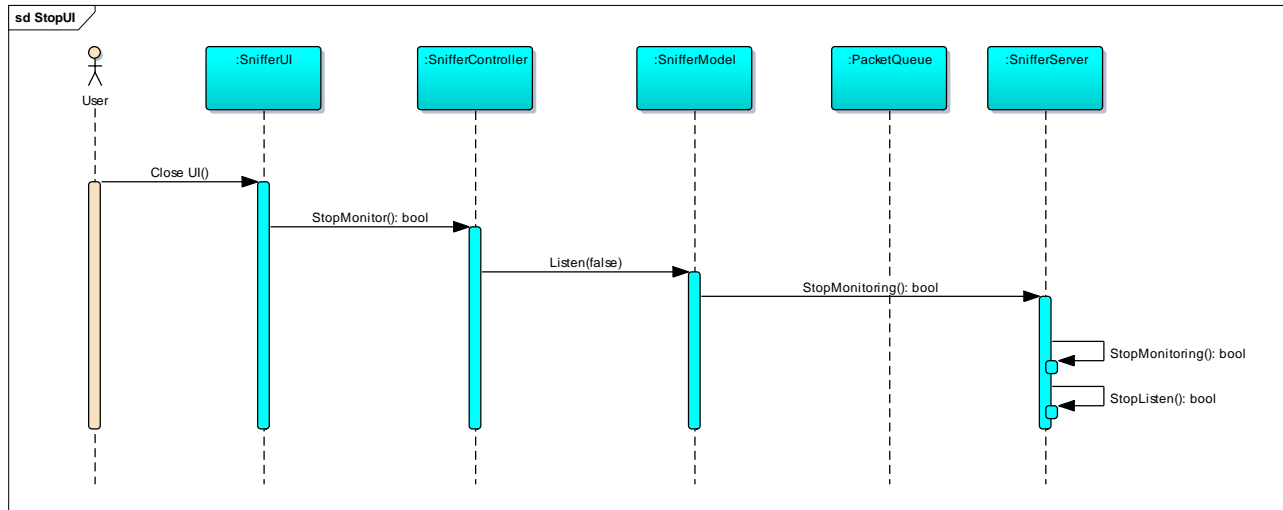 sd StopUI
User
:SnifferUI
:SnifferController
:SnifferModel
:PacketQueue
:SnifferServer
Close UI()
StopMonitor(): bool
Listen(false)
StopMonitoring(): bool
StopMonitoring(): bool
StopListen(): bool